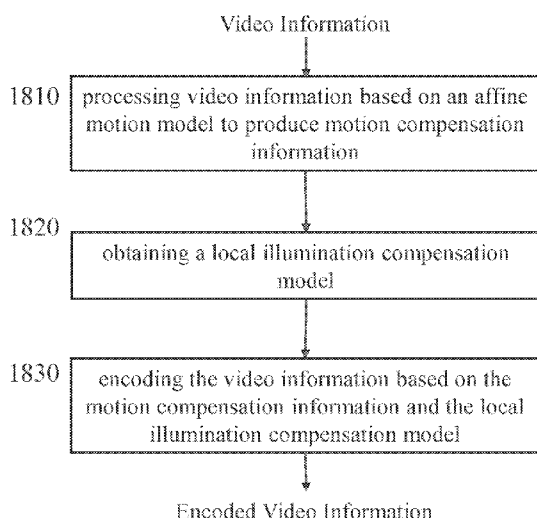 Video Information
1810
processing video information based on an affine
motion model to produce motion compensation
information
1820
obtaining a local illumination compensation
model
1830
encoding the video information based on the
motion compensation information and the local
illumination compensation model
Encoded Video Information